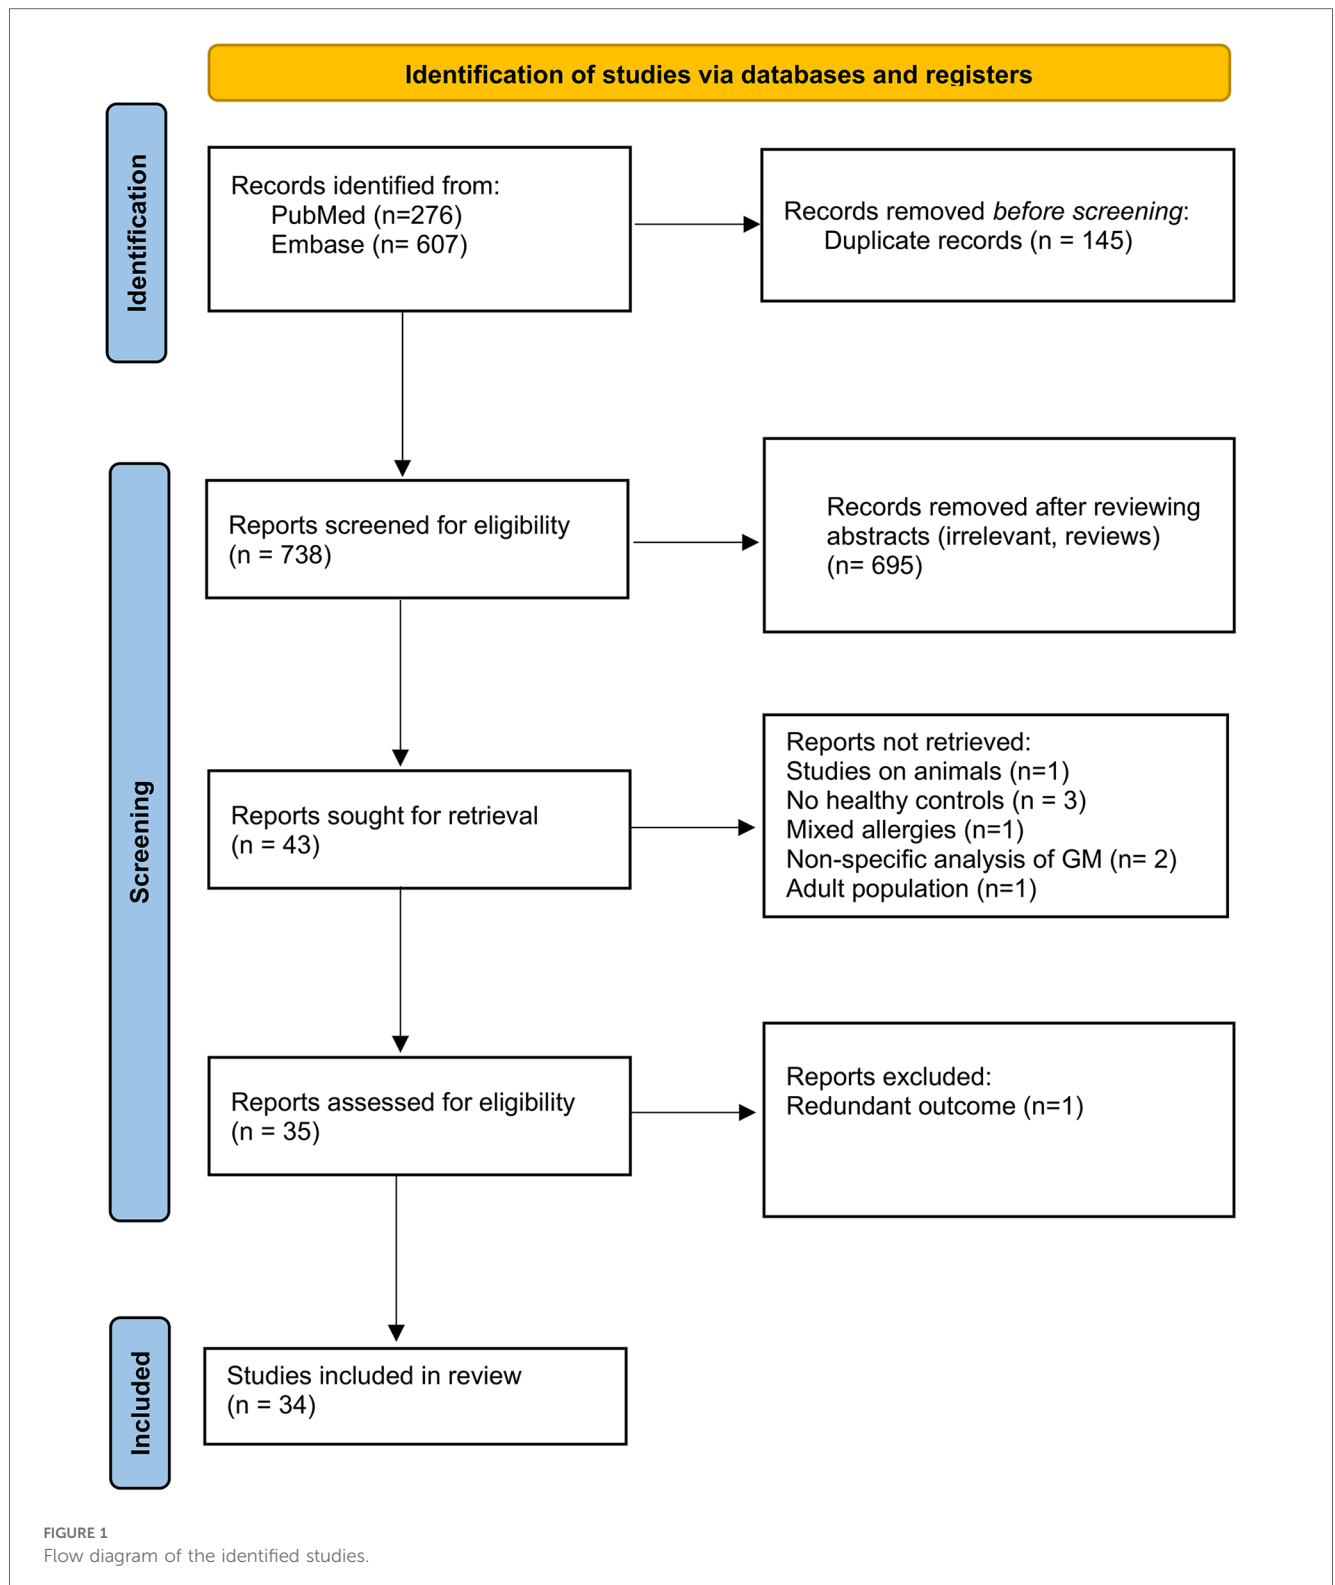 Identification of studies via databases and registers
Identification
Records identified from:
PubMed (n=276)
Embase (n= 607)
Records removed before screening:
Duplicate records (n = 145)
Screening
Reports screened for eligibility
(n = 738)
Records removed after reviewing
abstracts (irrelevant, reviews)
(n= 695)
Reports sought for retrieval
(n = 43)
Reports not retrieved:
Studies on animals (n=1)
No healthy controls (n = 3)
Mixed allergies (n=1)
Non-specific analysis of GM (n= 2)
Adult population (n=1)
Reports assessed for eligibility
(n = 35)
Reports excluded:
Redundant outcome (n=1)
Included
Studies included in review
(n = 34)
FIGURE 1
Flow diagram of the identified studies.